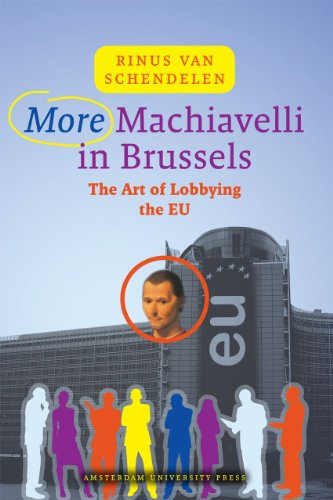 RINUS VAN
SCHENDELEN
More Machiavelli
in Brussels
The Art of Lobbying
the EU
eu
AMSTERDAM UNIVERSITY PRESS